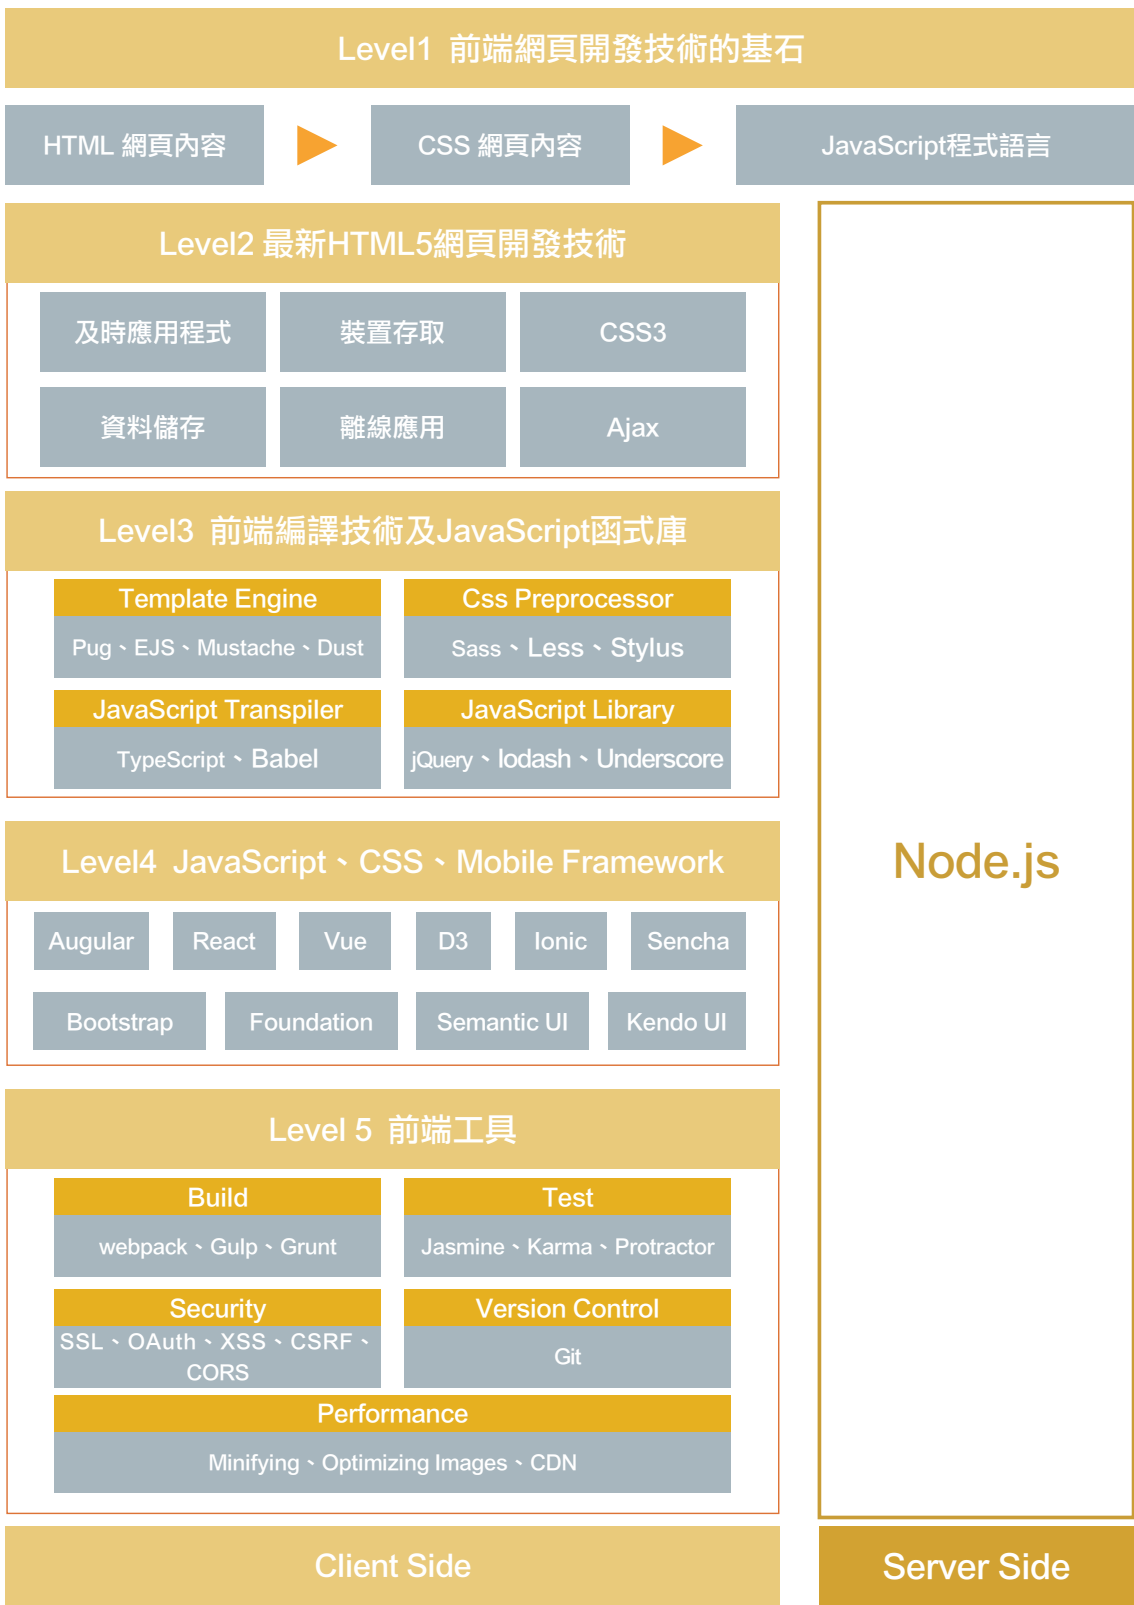 Level1 前端網頁開發技術的基石
HTML 網頁內容
CSS 網頁內容
JavaScript程式語言
Level2 最新HTML5網頁開發技術
及時應用程式
裝置存取
CSS3
資料儲存
離線應用
Ajax
Level3 前端編譯技術及JavaScript函式庫
Template Engine
Css Preprocessor
Pug、EJS、Mustache、Dust
Sass、Less、Stylus
JavaScript Transpiler
JavaScript Library
TypeScript、Babel
jQuery、lodash、Underscore
Level4 JavaScript、CSS、Mobile Framework
Augular
React
Vue
D3
Ionic
Sencha
Bootstrap
Foundation
Semantic UI
Kendo UI
Level 5 前端工具
Build
Test
webpack、Gulp、Grunt
Jasmine、Karma、Protractor
Security
Version Control
SSL、OAuth、XSS、CSRF、
CORS
Git
Performance
Minifying、Optimizing Images、CDN
Client Side
Node.js
Server Side